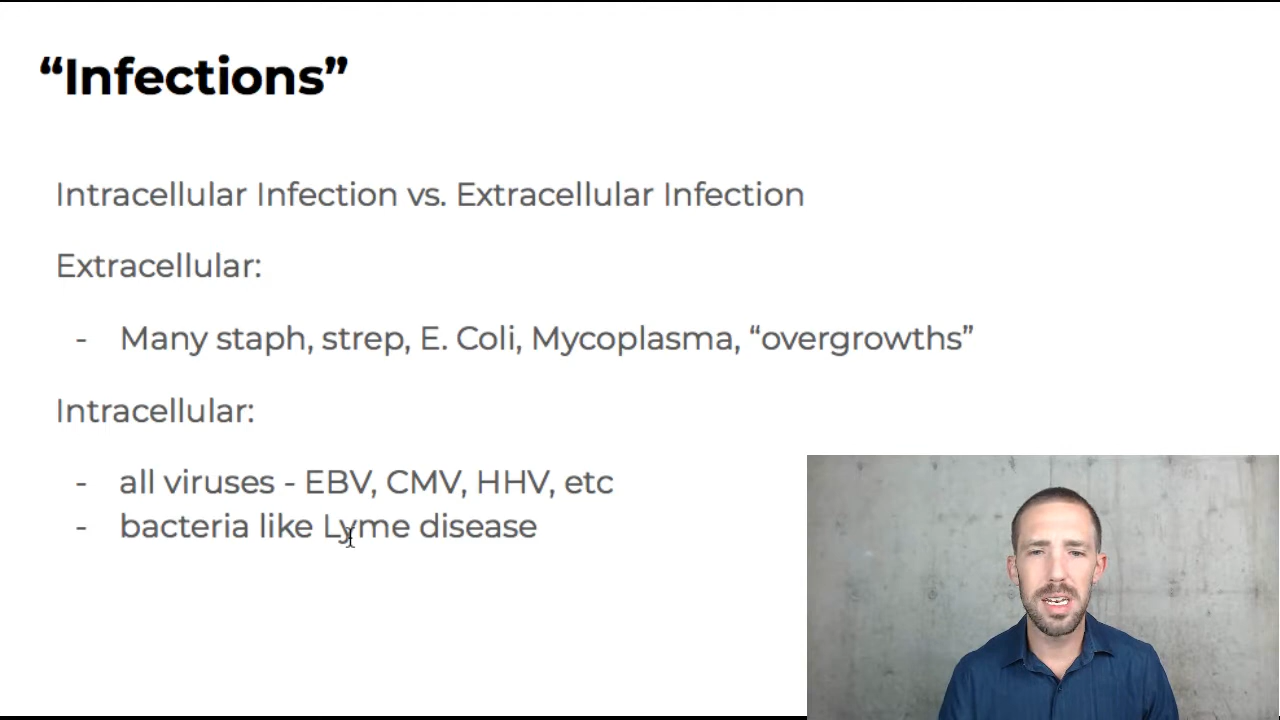 “Infections”
Intracellular Infection vs. Extracellular Infection
Extracellular:
- Many staph, strep, E. Coli, Mycoplasma, “overgrowths”
Intracellular:
- all viruses - EBV, CMV, HHV, etc
- bacteria like Lyme disease